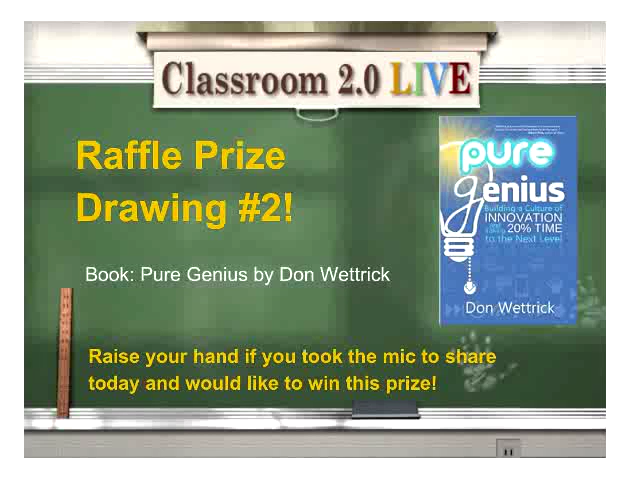 Classroom 2.0 LIVE
Raffle Prize
Drawing #2!
Book: Pure Genius by Don Wettrick
Raise your hand if you took the mic to share
today and would like to win this prize!
pure
genius
Building a Culture of
INNOVATION
and taking 20% TIME
to the Next Level
Don Wettrick